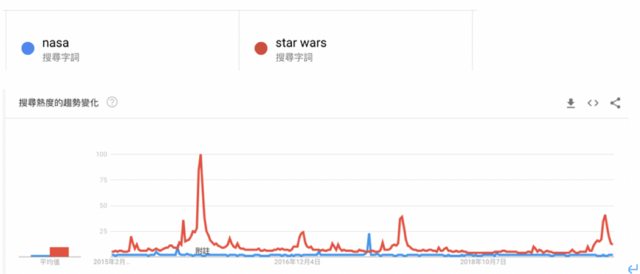 nasa
搜尋字詞
star wars
搜尋字詞
搜尋熱度的趨勢變化
100
75
50
25
附註
平均值
2015年2月...
2016年12月4日
2018年10月7日